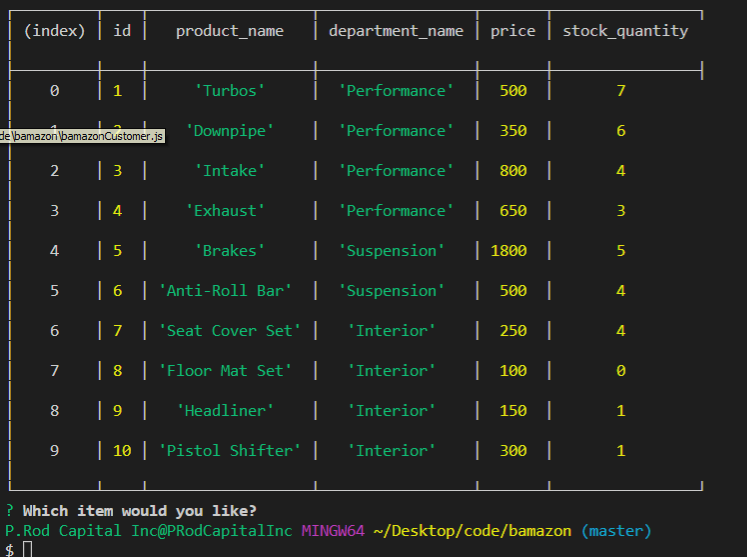 (index) id product_name department_name price stock_quantity
0 1 'Turbos' 'Performance' 500 7
1 2 'Downpipe' 'Performance' 350 6
de\bamazon\bamazonCustomer.js
2 3 'Intake' 'Performance' 800 4
3 4 'Exhaust' 'Performance' 650 3
4 5 'Brakes' 'Suspension' 1800 5
5 6 'Anti-Roll Bar' 'Suspension' 500 4
6 7 'Seat Cover Set' 'Interior' 250 4
7 8 'Floor Mat Set' 'Interior' 100 0
8 9 'Headliner' 'Interior' 150 1
9 10 'Pistol Shifter' 'Interior' 300 1
? Which item would you like?
P.Rod Capital Inc@PRodCapitalInc MINGW64 ~/Desktop/code/bamazon (master)
$